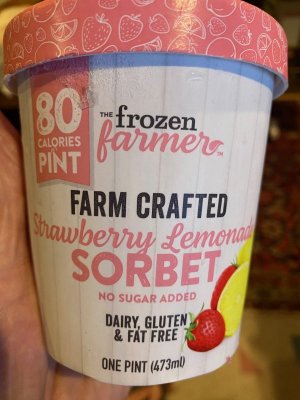 80
CALORIES
PINT
THE frozen
farmer™
FARM CRAFTED
Strawberry Lemonade
SORBET
NO SUGAR ADDED
DAIRY, GLUTEN
& FAT FREE
ONE PINT (473ml)